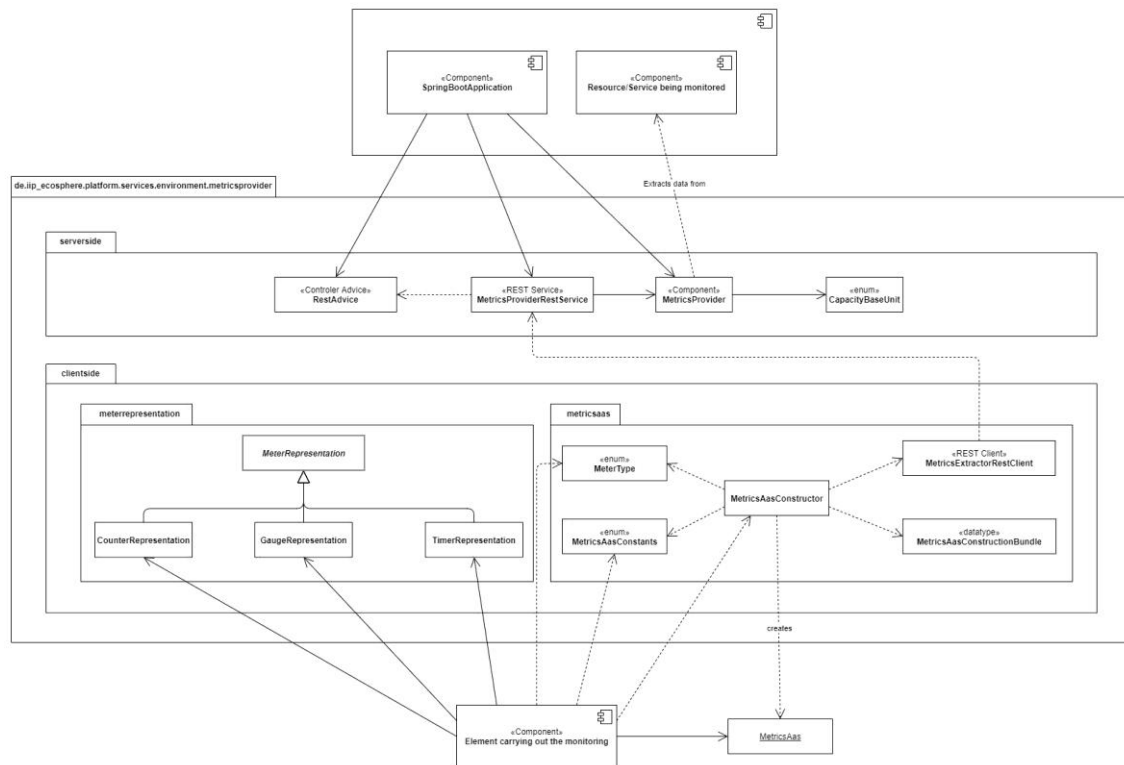 «Component»
SpringBootApplication
«Component»
Resource/Service being monitored
Extracts data from
de.iip_ecosphere.platform.services.environment.metricsprovider
serverside
«Controler Advice»
RestAdvice
«REST Service»
MetricsProviderRestService
«Component»
MetricsProvider
«enum»
CapacityBaseUnit
clientside
meterrepresentation
MeterRepresentation
CounterRepresentation
GaugeRepresentation
TimerRepresentation
metricsaas
«enum»
MeterType
«REST Client»
MetricsExtractorRestClient
MetricsAasConstructor
«enum»
MetricsAasConstants
«datatype»
MetricsAasConstructionBundle
creates
«Component»
Element carrying out the monitoring
MetricsAas